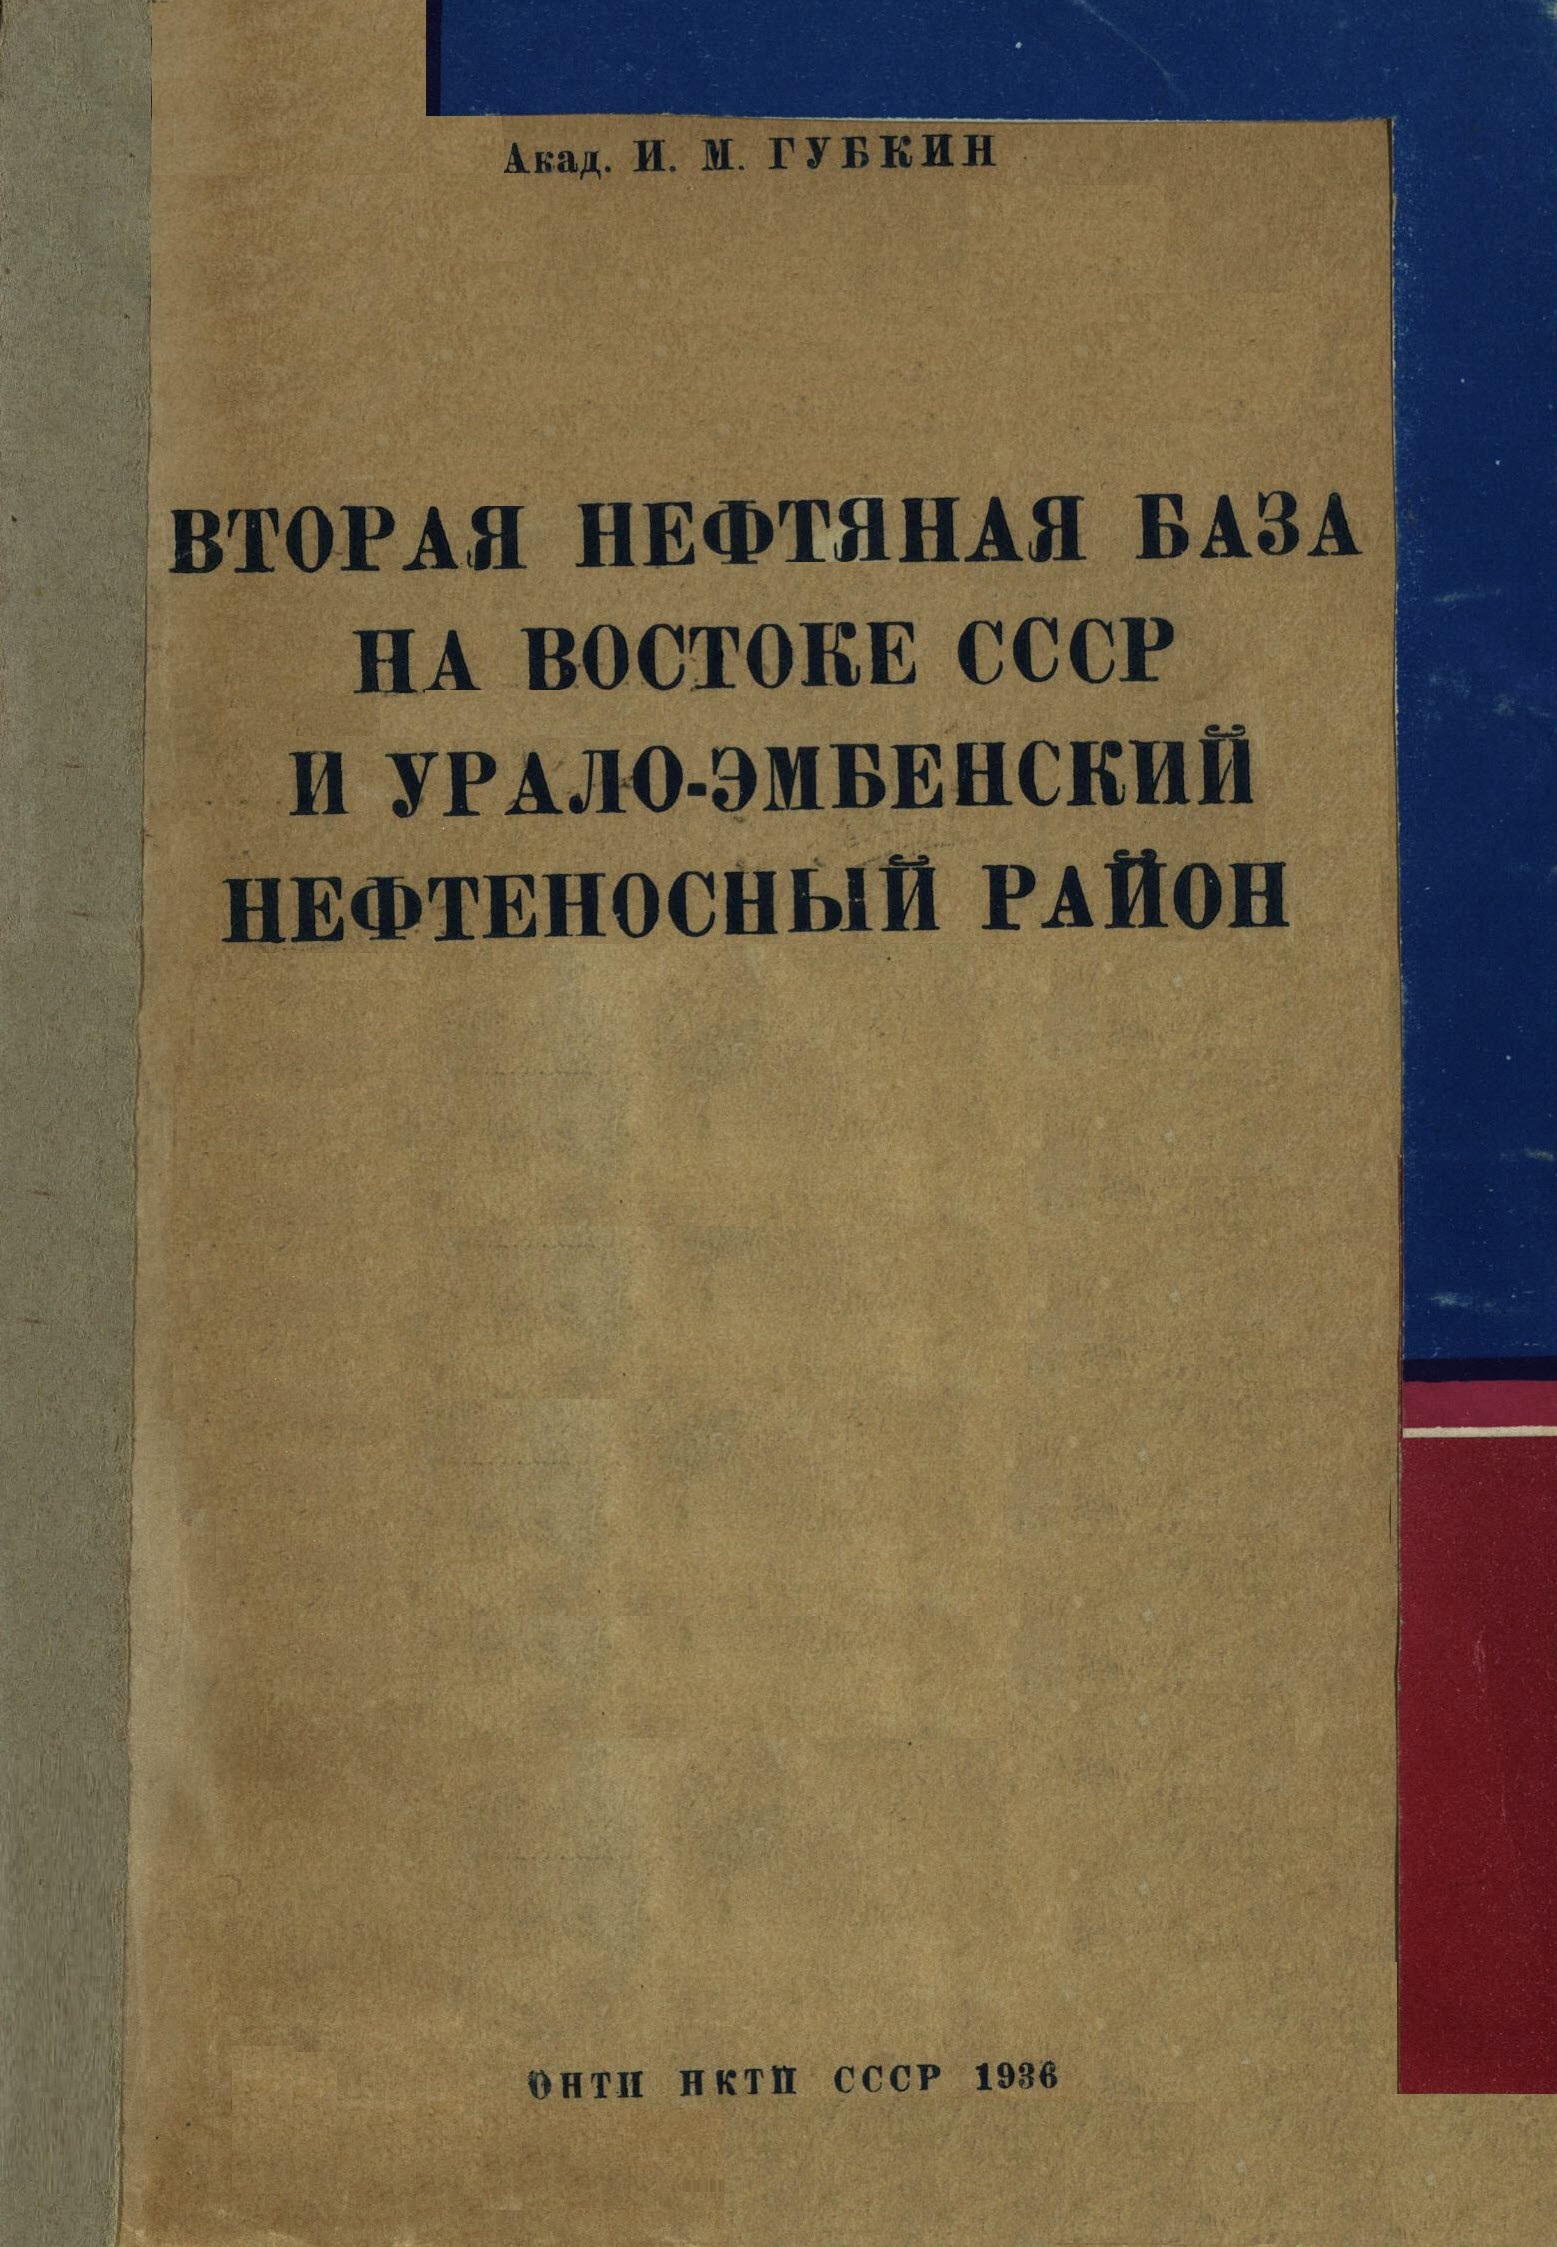 Акад. И. М. ГУБКИН
ВТОРАЯ НЕФТЯНАЯ БАЗА
НА ВОСТОКЕ СССР
И УРАЛО-ЭМБЕНСКИЙ
НЕФТЕНОСНЫЙ РАЙОН
ОНТИ НКТП СССР 1936